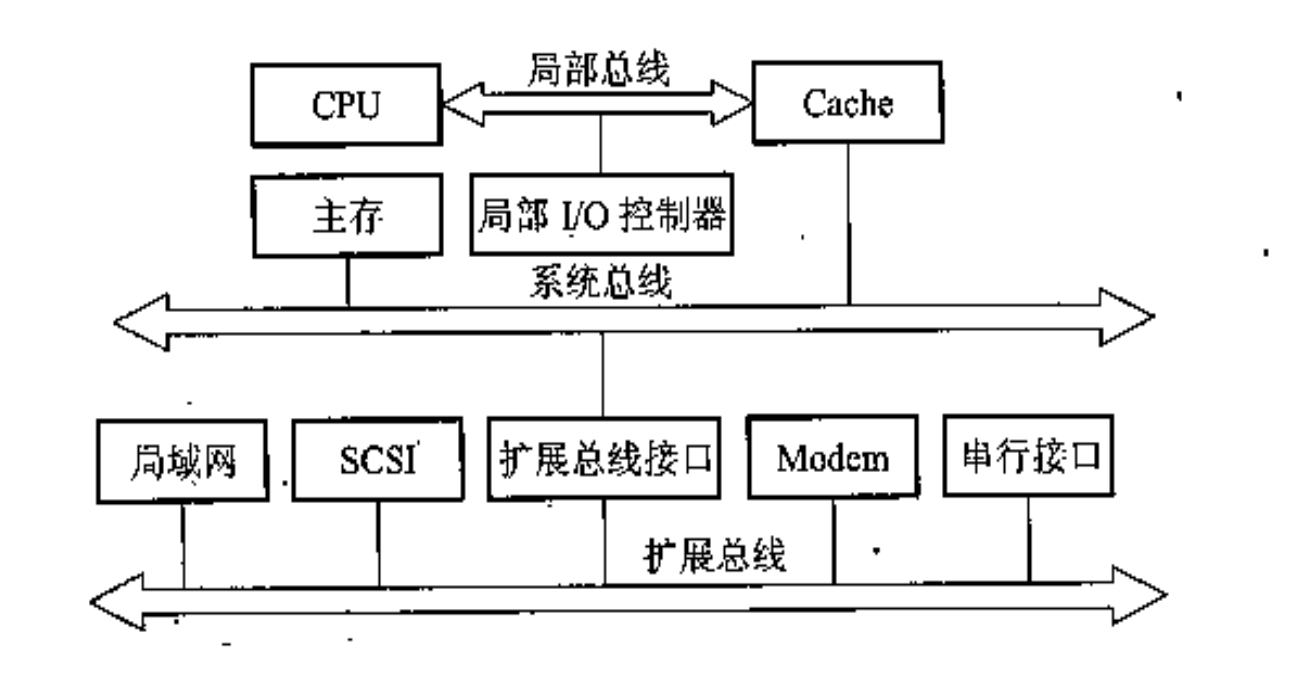 局部总线
CPU
Cache
主存
局部 I/O 控制器
系统总线
局域网
SCSI
扩展总线接口
Modem
串行接口
扩展总线